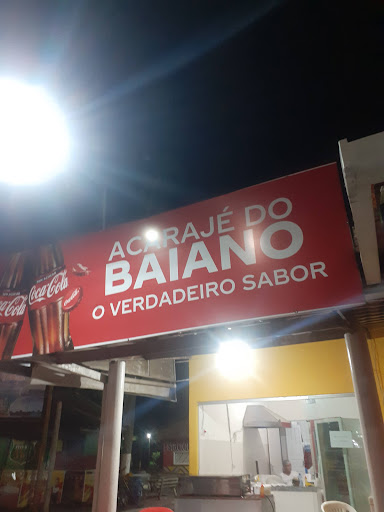 ACARAJÉ DO
BAIANO
O VERDADEIRO SABOR
Coca-Cola
Coca-Cola